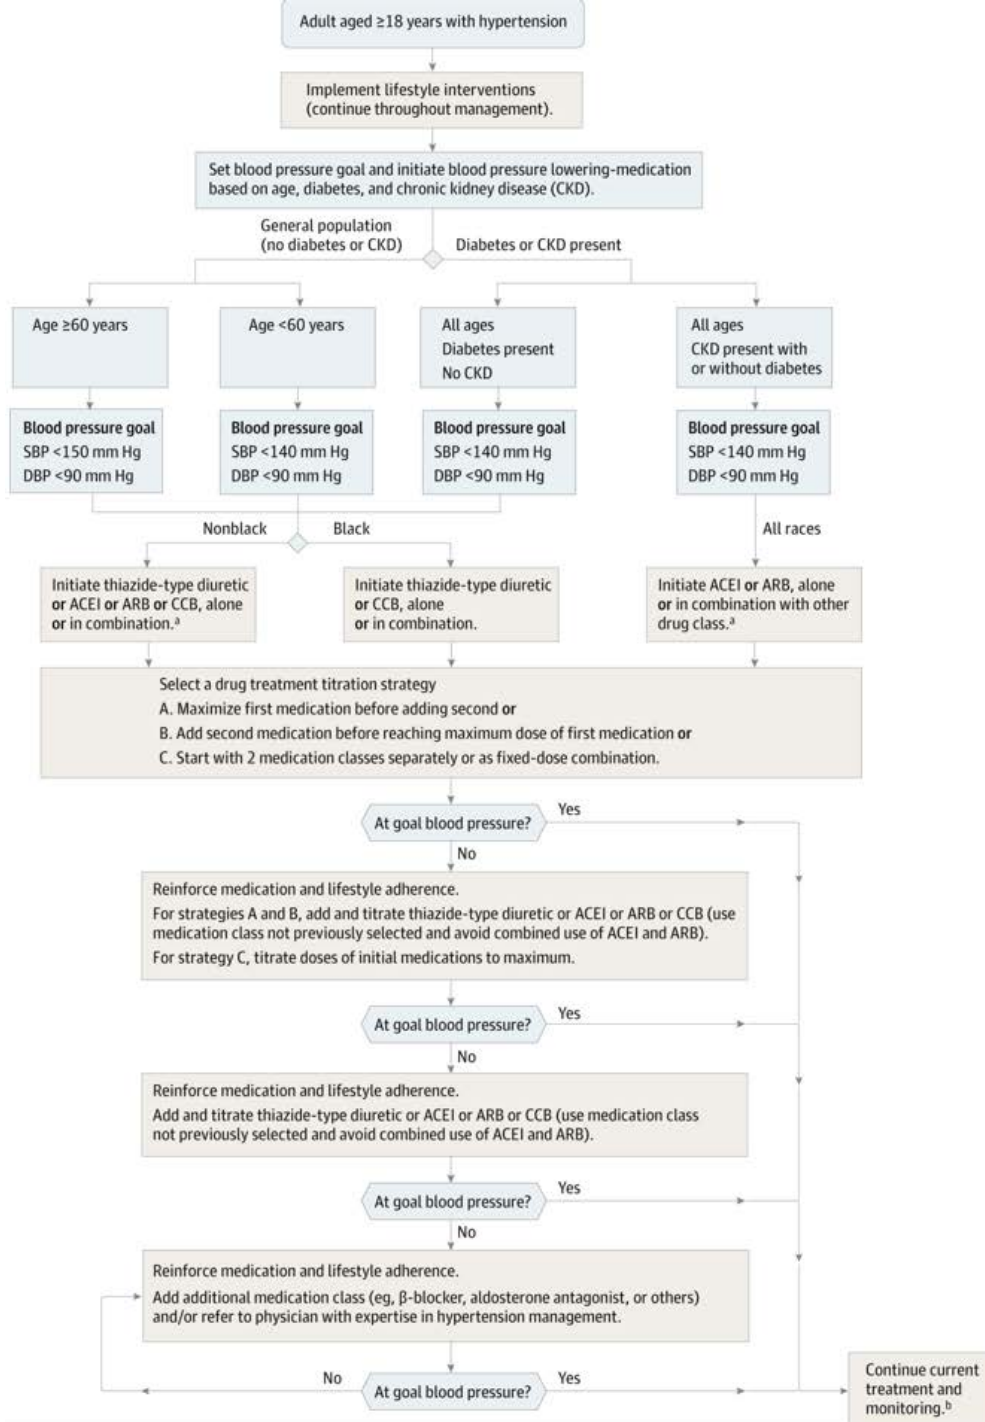 Adult aged ≥18 years with hypertension
Implement lifestyle interventions
(continue throughout management).
Set blood pressure goal and initiate blood pressure lowering-medication
based on age, diabetes, and chronic kidney disease (CKD).
General population
(no diabetes or CKD)
Diabetes or CKD present
Age ≥60 years
Age <60 years
All ages
Diabetes present
No CKD
All ages
CKD present with
or without diabetes
Blood pressure goal
SBP <150 mm Hg
DBP <90 mm Hg
Blood pressure goal
SBP <140 mm Hg
DBP <90 mm Hg
Blood pressure goal
SBP <140 mm Hg
DBP <90 mm Hg
Blood pressure goal
SBP <140 mm Hg
DBP <90 mm Hg
Nonblack
Black
All races
Initiate thiazide-type diuretic
or ACEI or ARB or CCB, alone
or in combination.ᵃ
Initiate thiazide-type diuretic
or CCB, alone
or in combination.
Initiate ACEI or ARB, alone
or in combination with other
drug class.ᵃ
Select a drug treatment titration strategy
A. Maximize first medication before adding second or
B. Add second medication before reaching maximum dose of first medication or
C. Start with 2 medication classes separately or as fixed-dose combination.
At goal blood pressure?
Yes
No
Reinforce medication and lifestyle adherence.
For strategies A and B, add and titrate thiazide-type diuretic or ACEI or ARB or CCB (use
medication class not previously selected and avoid combined use of ACEI and ARB).
For strategy C, titrate doses of initial medications to maximum.
At goal blood pressure?
Yes
No
Reinforce medication and lifestyle adherence.
Add and titrate thiazide-type diuretic or ACEI or ARB or CCB (use medication class
not previously selected and avoid combined use of ACEI and ARB).
At goal blood pressure?
Yes
No
Reinforce medication and lifestyle adherence.
Add additional medication class (eg, β-blocker, aldosterone antagonist, or others)
and/or refer to physician with expertise in hypertension management.
No
At goal blood pressure?
Yes
Continue current
treatment and
monitoring.ᵇ